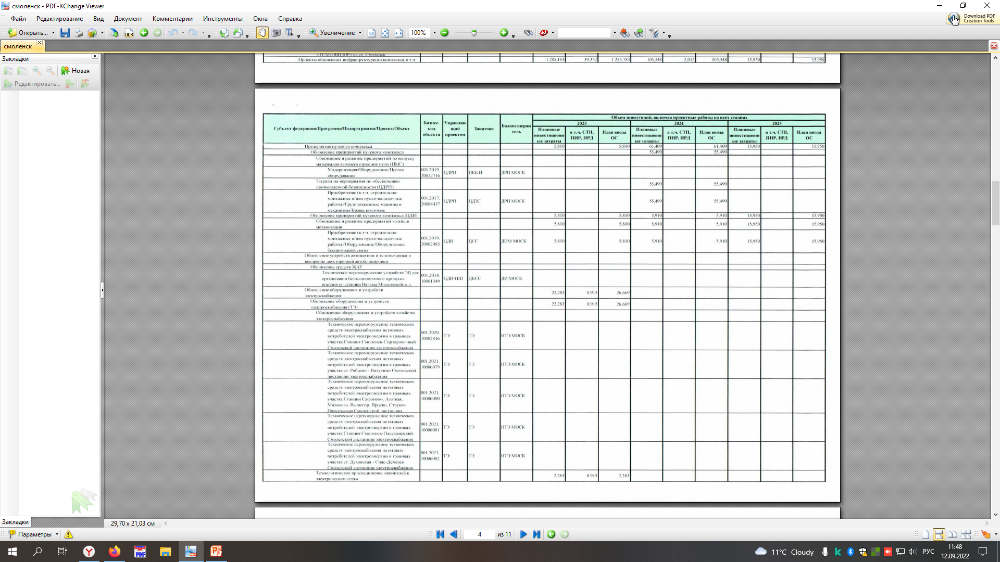 смоленск - PDF-XChange Viewer
Файл Редактирование Вид Документ Комментарии Инструменты Окна Справка
Download PDF
Creation Tools
Открыть... OCR Увеличение 100%
смоленск
Закладки
Новая
Редактировать...
«ТЕХНОВИЗОР» на ст. Смоленск
Проекты обновления инфраструктурного комплекса, в т.ч.: 1 285,183 39,352 1 255,785 105,548 2,012 105,548 15,950 15,950
Субъект федерации/Программа/Подпрограмма/Проект/Объект
Бизнес-
код
объекта
Управляю
щий
проектом
Заказчик
Балансодержа
тель
Объем инвестиций, включая проектные работы на всех стадиях
2023 2024 2025
Плановые
инвестиционн
ые затраты
в т.ч. СТП,
ПИР, ИРД
План ввода
ОС
Плановые
инвестиционн
ые затраты
в т.ч. СТП,
ПИР, ИРД
План ввода
ОС
Плановые
инвестиционн
ые затраты
в т.ч. СТП,
ПИР, ИРД
План ввода
ОС
Предприятия путевого комплекса 5,810 5,810 61,409 61,409 15,950 15,950
Обновление предприятий путевого комплекса 55,499 55,499
Обновление и развитие предприятий по выпуску
материалов верхнего строения пути (ПМС)
Модернизация/Оборудование/Прочее
оборудование
001.2019.
20012716
ЦДРП ПКБ И ДРП МОСК
Затраты на мероприятия по обеспечению
промышленной безопасности (ЦДРП)
55,499 55,499
Приобретение (в т.ч. строительно-
монтажные и/или пуско-наладочные
работы)/Грузоподъемные машины и
механизмы/Краны козловые
001.2017.
20004437
ЦДРП ЦДЗС ДРП МОСК 55,499 55,499
Обновление предприятий путевого комплекса (ЦДИ) 5,810 5,810 5,910 5,910 15,950 15,950
Обновление и развитие предприятий хозяйств
механизации
5,810 5,810 5,910 5,910 15,950 15,950
Приобретение (в т.ч. строительно-
монтажные и/или пуско-наладочные
работы)/Оборудование/Оборудование
беспроводной связи
001.2019.
20002485
ЦДИ ЦСС ДПМ МОСК 5,810 5,810 5,910 5,910 15,950 15,950
Обновление устройств автоматики и телемеханики и
внедрение двусторонней автоблокировки
Обновление средств ЖАТ
Техническое перевооружение устройств ЭЦ для
организации безостановочного пропуска
поездов по станции Вязьма Московской ж.д.
001.2014.
10001349
ЦДИ-ЦШ ДКСС ДИ МОСК
Обновление оборудования и устройств
электроснабжения
22,283 0,915 26,669
Обновление оборудования и устройств
электроснабжения (ТЭ)
22,283 0,915 26,669
Обновление оборудования и устройств хозяйства
электроснабжения
Техническое перевооружение технических
средств электроснабжения нетяговых
потребителей электроэнергии в границах
участка Станция Смоленск-Сортировочный
Смоленской дистанции электроснабжения
001.2020.
10002816
ТЭ ТЭ НТЭ МОСК
Техническое перевооружение технических
средств электроснабжения нетяговых
потребителей электроэнергии в границах
участка ст. Рябцево - Валутино Смоленской
дистанции электроснабжения
001.2021.
10006079
ТЭ ТЭ НТЭ МОСК
Техническое перевооружение технических
средств электроснабжения нетяговых
потребителей электроэнергии в границах
участка Станции Сафоново, Азотная,
Милохово, Вышегор, Ярцево, Струков,
Присельская Смоленской дистанции
001.2021.
10006080
ТЭ ТЭ НТЭ МОСК
Техническое перевооружение технических
средств электроснабжения нетяговых
потребителей электроэнергии в границах
участка Станция Смоленск-Пассажирский.
Смоленской дистанции электроснабжения
001.2021.
10006081
ТЭ ТЭ НТЭ МОСК
Техническое перевооружение технических
средств электроснабжения нетяговых
потребителей электроэнергии в границах
участка ст. Духовская - Спас-Деменск
Смоленской дистанции электроснабжения
001.2021.
10006082
ТЭ ТЭ НТЭ МОСК
Технологическое присоединение заявителей к
электрическим сетям
2,283 0,915 2,283
Закладки
29,70 x 21,03 см
Параметры
4 из 11
11°C Cloudy
РУС
11:48
12.09.2022